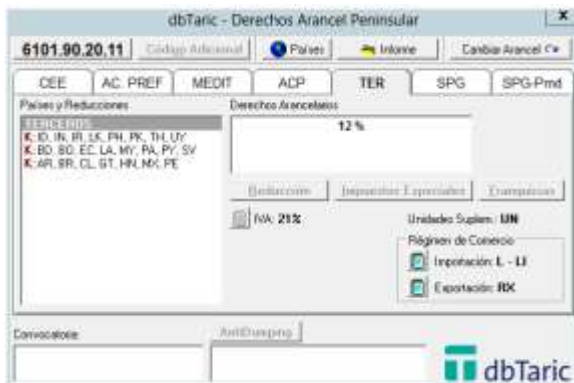 dbTaric - Derechos Arancel Peninsular
x
6101.90.20.11 Código Adicional Países Informe Cambiar Arancel
CEE AC. PREF MEDIT ACP TER SPG SPG-Pmd
Países y Reducciones
TERCEROS
K: ID, IN, IR, LK, PH, PK, TH, UY
K: BD, BO, EC, LA, MY, PA, PY, SV
K: AR, BR, CL, GT, HN, MX, PE
Derechos Arancelarios
12 %
Reducción Impuestos Especiales Franquicias
IVA: 21% Unidades Suplem.: UN
Régimen de Comercio
Importación: L - LI
Exportación: RX
Convocatoria:
AntiDumping
dbTaric